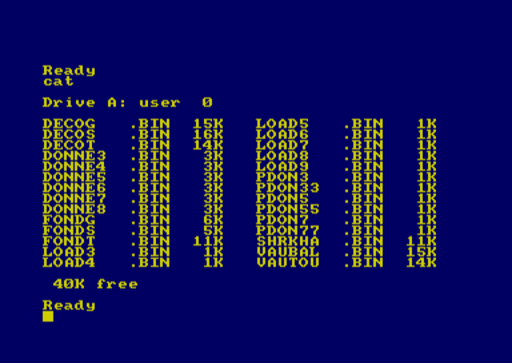 Ready
cat
Drive A: user  0
DECOG   .BIN  15K   LOAD5   .BIN   1K
DECOS   .BIN  16K   LOAD6   .BIN   1K
DECOT   .BIN  14K   LOAD7   .BIN   1K
DONNE3  .BIN   3K   LOAD8   .BIN   1K
DONNE4  .BIN   3K   LOAD9   .BIN   1K
DONNE5  .BIN   3K   PDON3   .BIN   1K
DONNE6  .BIN   3K   PDON33  .BIN   1K
DONNE7  .BIN   3K   PDON5   .BIN   1K
DONNE8  .BIN   3K   PDON55  .BIN   1K
FONDG   .BIN   6K   PDON7   .BIN   1K
FONDS   .BIN   5K   PDON77  .BIN   1K
FONDT   .BIN  11K   SHRKHA  .BIN  11K
LOAD3   .BIN   1K   VAUBAL  .BIN  15K
LOAD4   .BIN   1K   VAUTOU  .BIN  14K
40K free
Ready